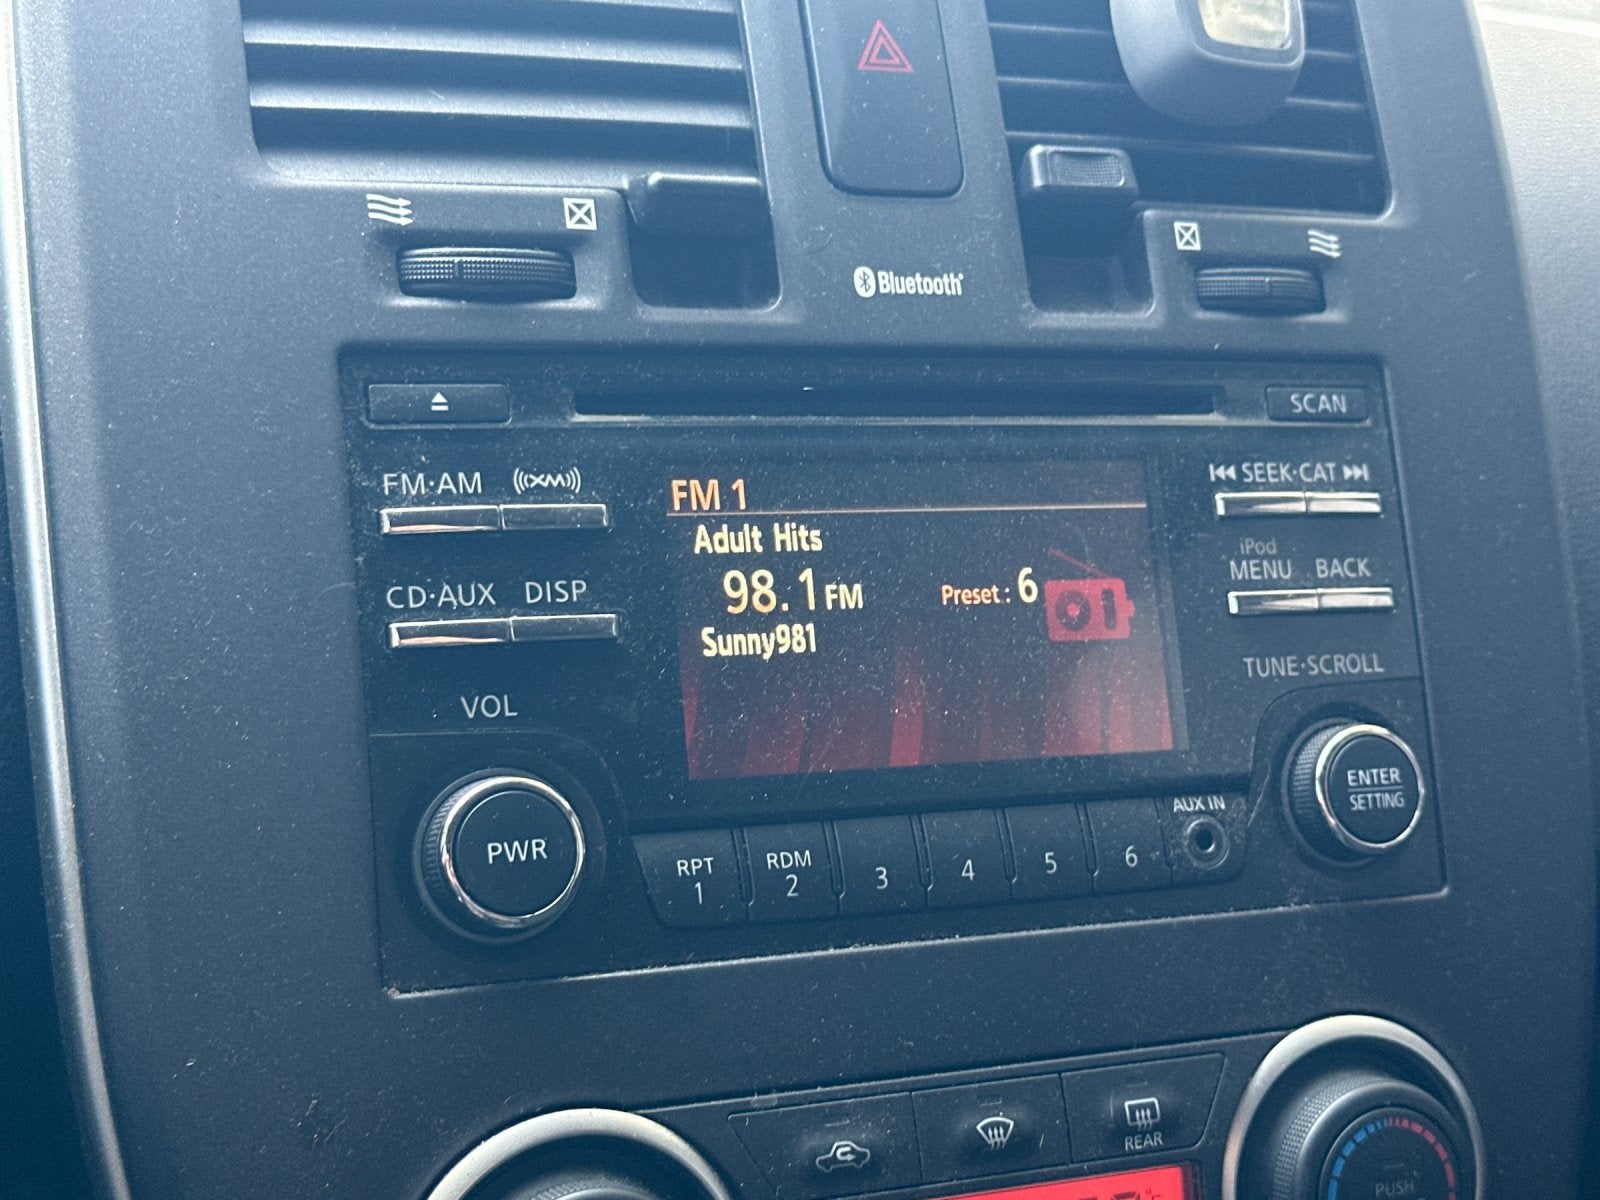 Bluetooth
SCAN
FM·AM XM
SEEK·CAT
FM 1
Adult Hits
98.1 FM Preset : 6
Sunny981
iPod
MENU BACK
CD·AUX DISP
TUNE·SCROLL
VOL
PWR
ENTER
SETTING
AUX IN
RPT
1
RDM
2
3
4
5
6
REAR
PUSH